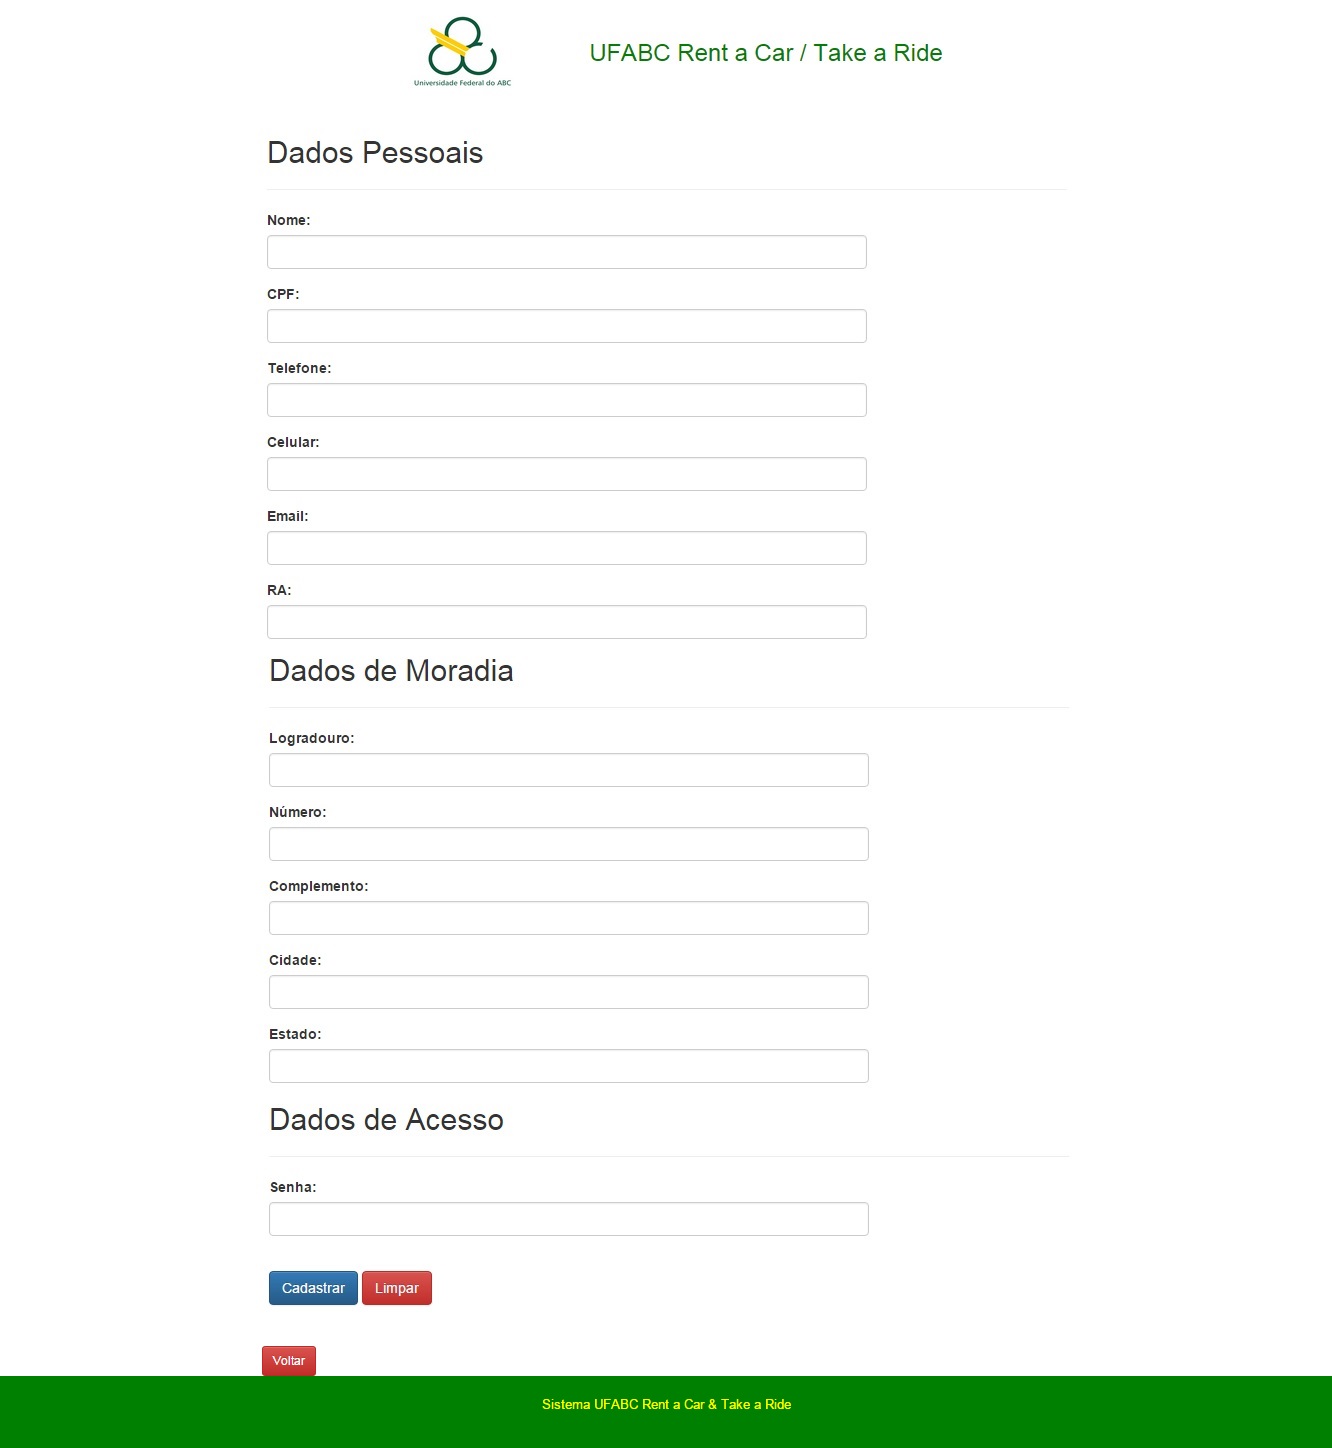 Universidade Federal do ABC
UFABC Rent a Car / Take a Ride
Dados Pessoais
Nome:
CPF:
Telefone:
Celular:
Email:
RA:
Dados de Moradia
Logradouro:
Número:
Complemento:
Cidade:
Estado:
Dados de Acesso
Senha:
Cadastrar Limpar
Voltar
Sistema UFABC Rent a Car & Take a Ride